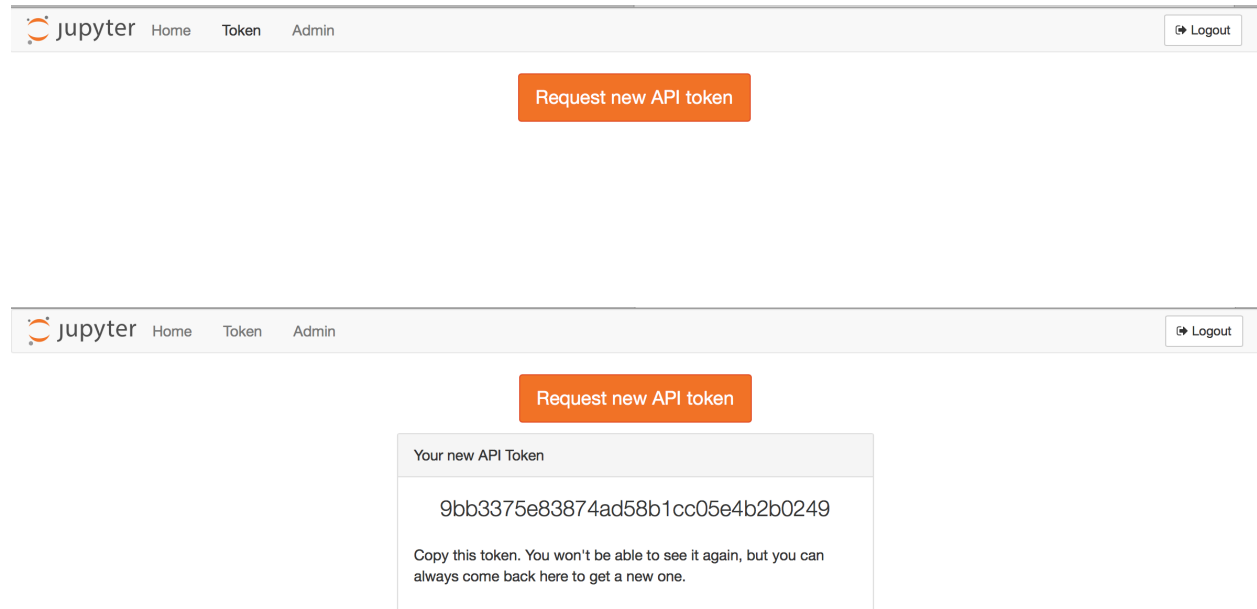 jupyter Home Token Admin Logout
Request new API token
jupyter Home Token Admin Logout
Request new API token
Your new API Token
9bb3375e83874ad58b1cc05e4b2b0249
Copy this token. You won't be able to see it again, but you can
always come back here to get a new one.